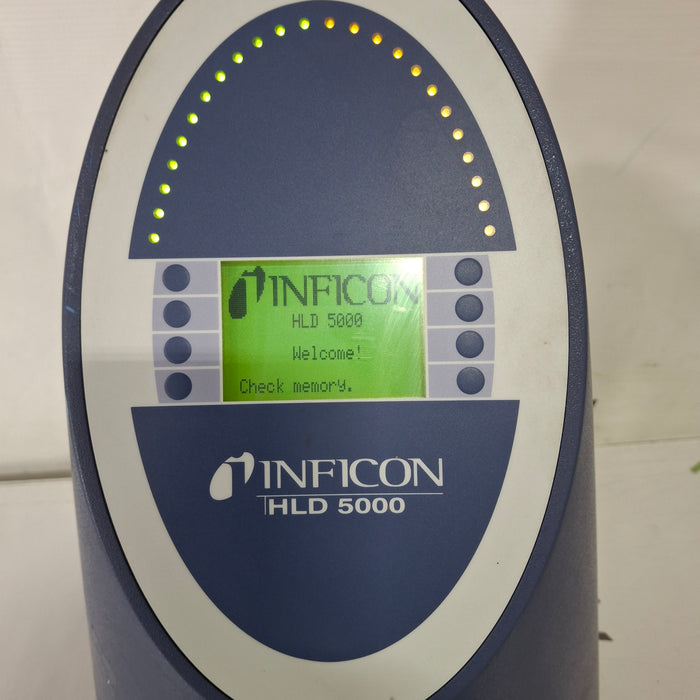 INFICON
HLD 5000
Welcome!
Check memory.
INFICON
HLD 5000